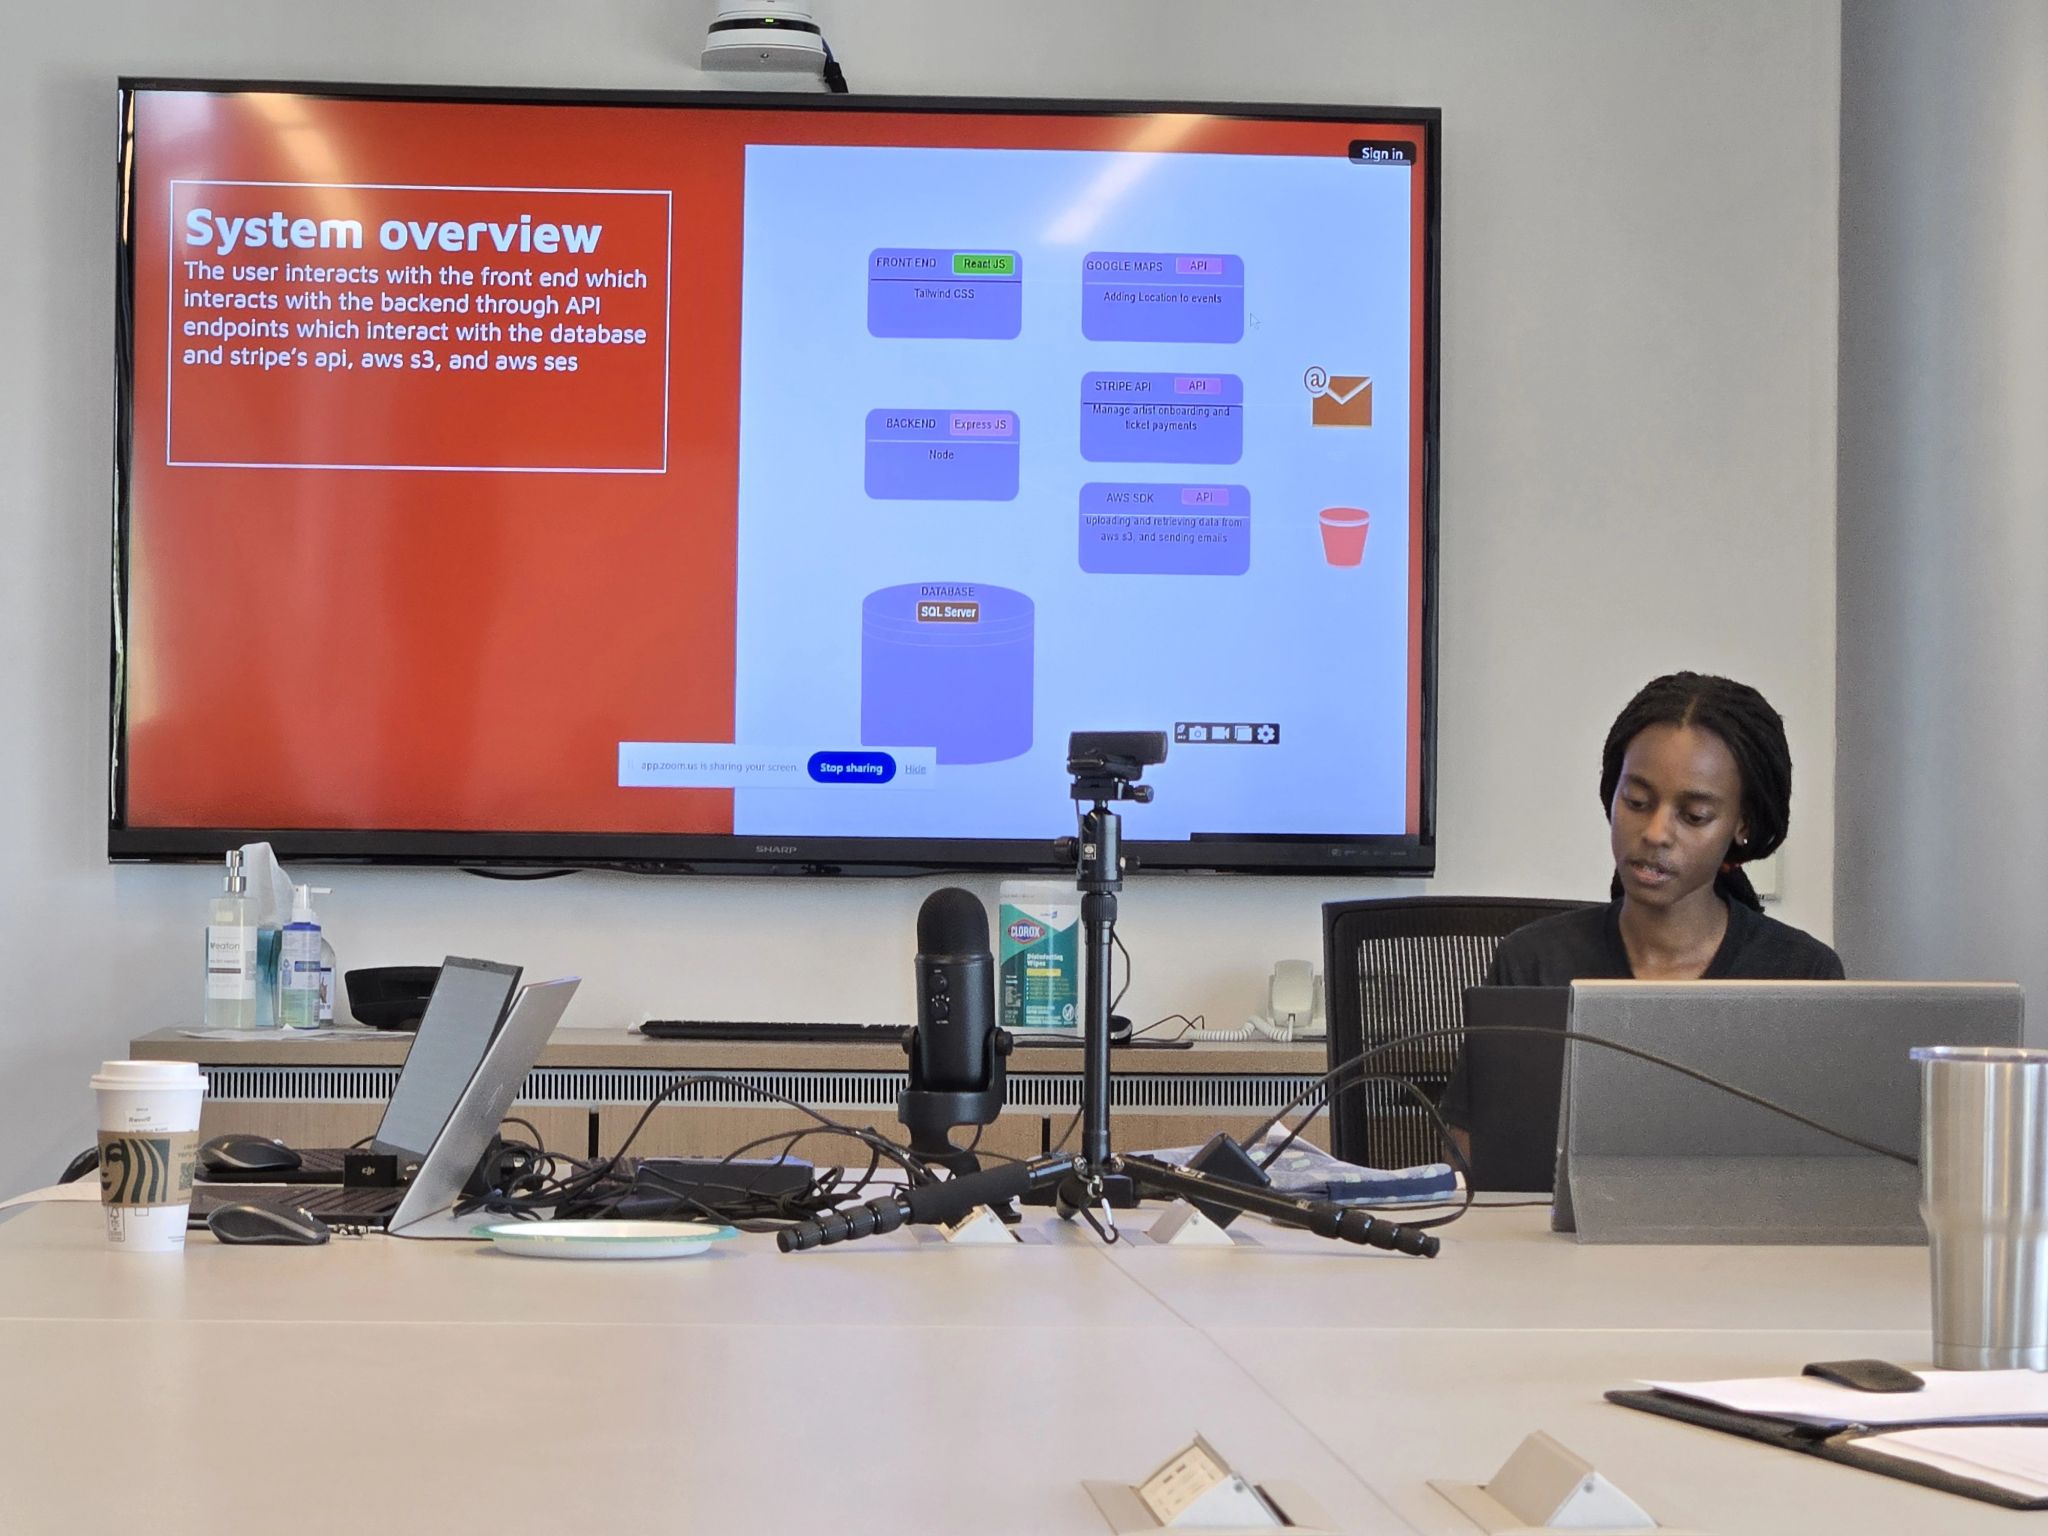 Sign in
System overview
The user interacts with the front end which
interacts with the backend through API
endpoints which interact with the database
and stripe's api, aws s3, and aws ses
FRONT END React JS
Tailwind CSS
GOOGLE MAPS API
Adding Location to events
@
STRIPE API API
Manage artist onboarding and
ticket payments
BACKEND Express JS
Node
AWS SDK API
uploading and retrieving data from
aws s3, and sending emails
DATABASE
SQL Server
app.zoom.us is sharing your screen.
Stop sharing
Hide
SHARP
CLOROX
Disinfecting
Wipes
dji